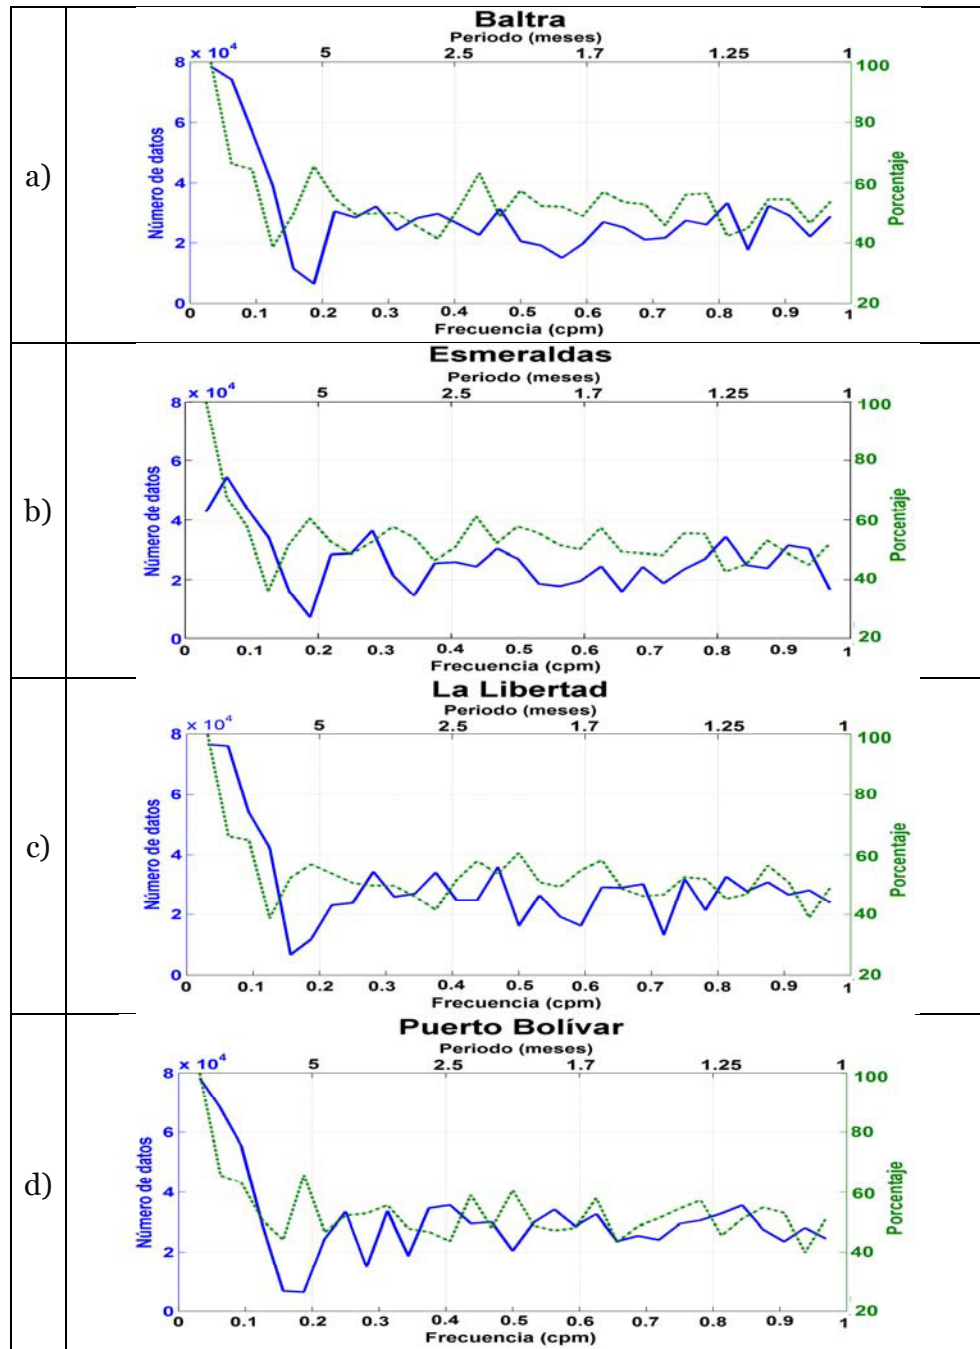 a)
Baltra
Periodo (meses)
× 10⁴ 5 2.5 1.7 1.25 1
8 6 4 2 0
Número de datos
100 80 60 40 20
Porcentaje
0 0.1 0.2 0.3 0.4 0.5 0.6 0.7 0.8 0.9 1
Frecuencia (cpm)
b)
Esmeraldas
Periodo (meses)
× 10⁴ 5 2.5 1.7 1.25 1
8 6 4 2 0
Número de datos
100 80 60 40 20
Porcentaje
0 0.1 0.2 0.3 0.4 0.5 0.6 0.7 0.8 0.9 1
Frecuencia (cpm)
c)
La Libertad
Periodo (meses)
× 10⁴ 5 2.5 1.7 1.25 1
8 6 4 2 0
Número de datos
100 80 60 40 20
Porcentaje
0 0.1 0.2 0.3 0.4 0.5 0.6 0.7 0.8 0.9 1
Frecuencia (cpm)
d)
Puerto Bolívar
Periodo (meses)
× 10⁴ 5 2.5 1.7 1.25 1
8 6 4 2 0
Número de datos
100 80 60 40 20
Porcentaje
0 0.1 0.2 0.3 0.4 0.5 0.6 0.7 0.8 0.9 1
Frecuencia (cpm)